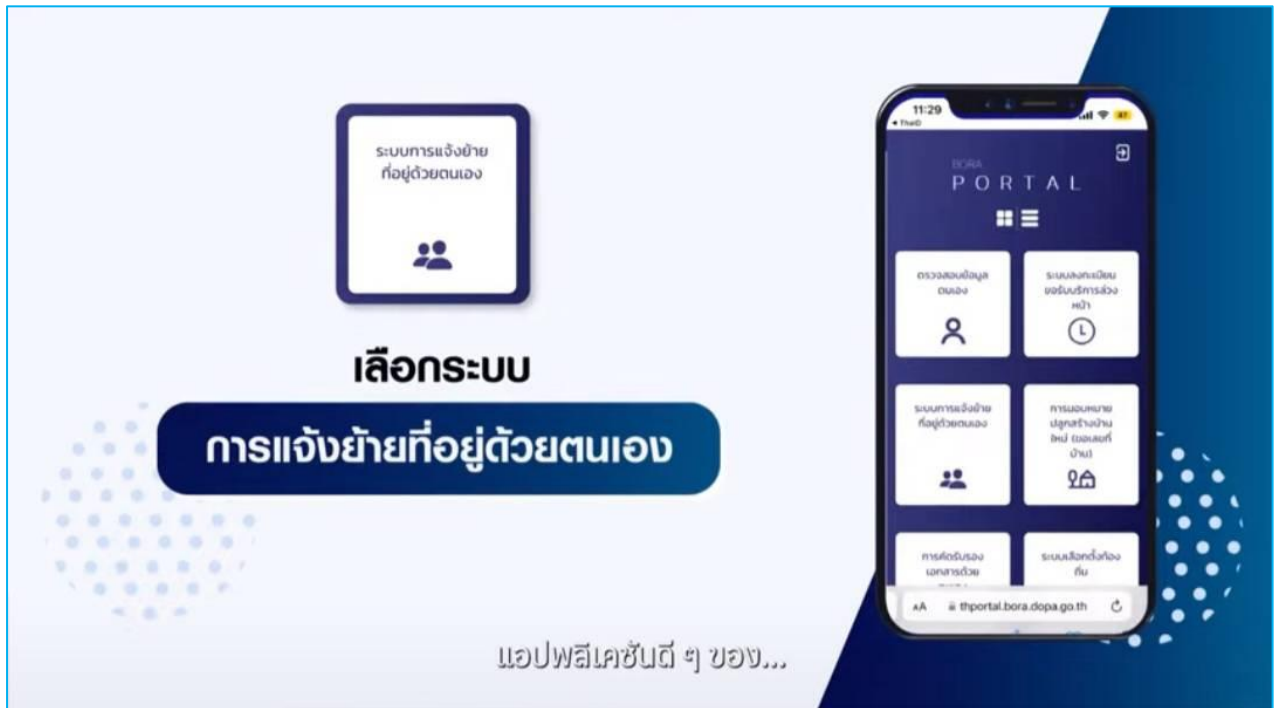 ระบบการแจ้งย้าย
ที่อยู่ด้วยตนเอง
เลือกระบบ
การแจ้งย้ายที่อยู่ด้วยตนเอง
แอปพลิเคชันดี ๆ ของ...
11:29
ThaID
47
BORA
PORTAL
ตรวจสอบข้อมูล
ตนเอง
ระบบลงทะเบียน
ขอรับบริการล่วง
หน้า
ระบบการแจ้งย้าย
ที่อยู่ด้วยตนเอง
การมอบหมาย
ปลูกสร้างบ้าน
ใหม่ (ขอเลขที่
บ้าน)
การคัดรับรอง
เอกสารด้วย
ระบบเลือกตั้งท้อง
ถิ่น
AA thportal.bora.dopa.go.th